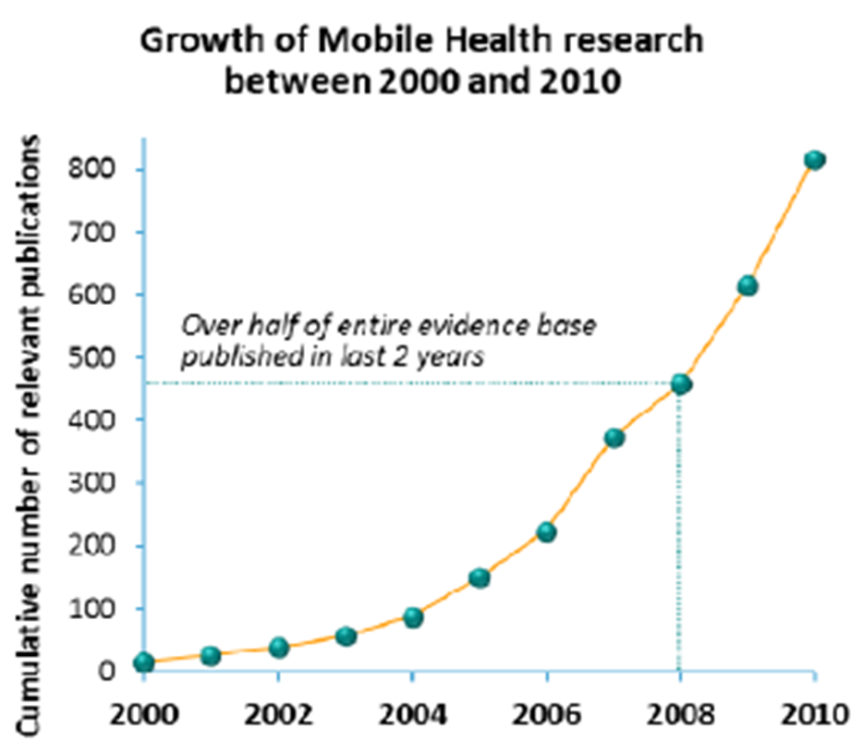 Growth of Mobile Health research
between 2000 and 2010
Cumulative number of relevant publications
800
700
600
500
400
300
200
100
0
Over half of entire evidence base
published in last 2 years
2000 2002 2004 2006 2008 2010